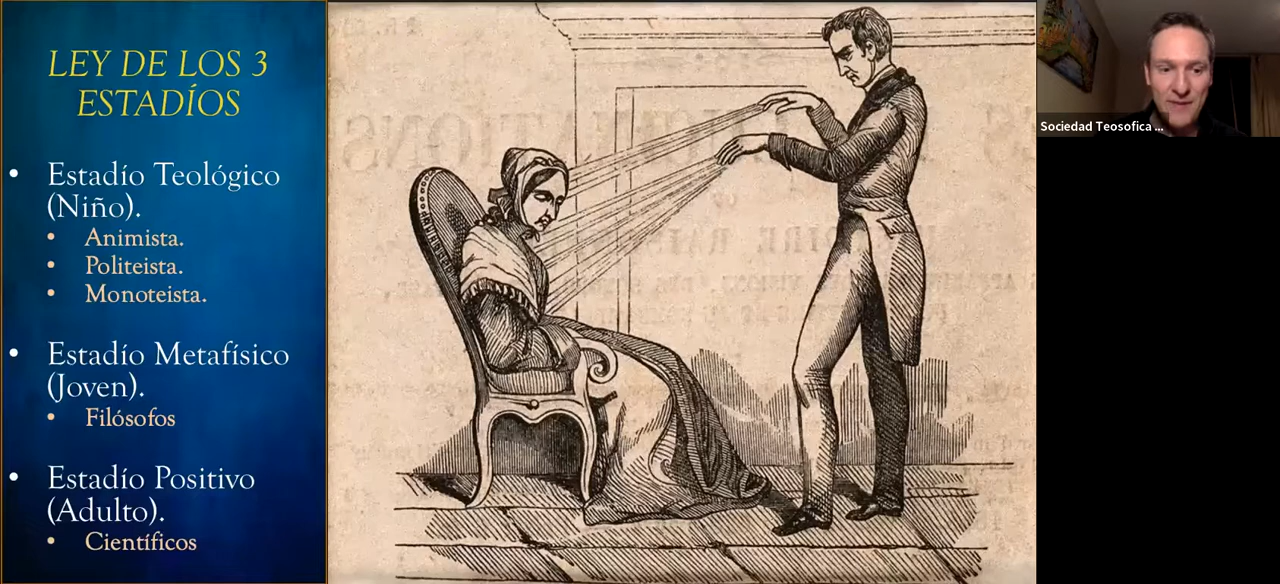 LEY DE LOS 3
ESTADÍOS
• Estadío Teológico
(Niño).
• Animista.
• Politeista.
• Monoteista.
• Estadío Metafísico
(Joven).
• Filósofos
• Estadío Positivo
(Adulto).
• Científicos
Sociedad Teosofica ...